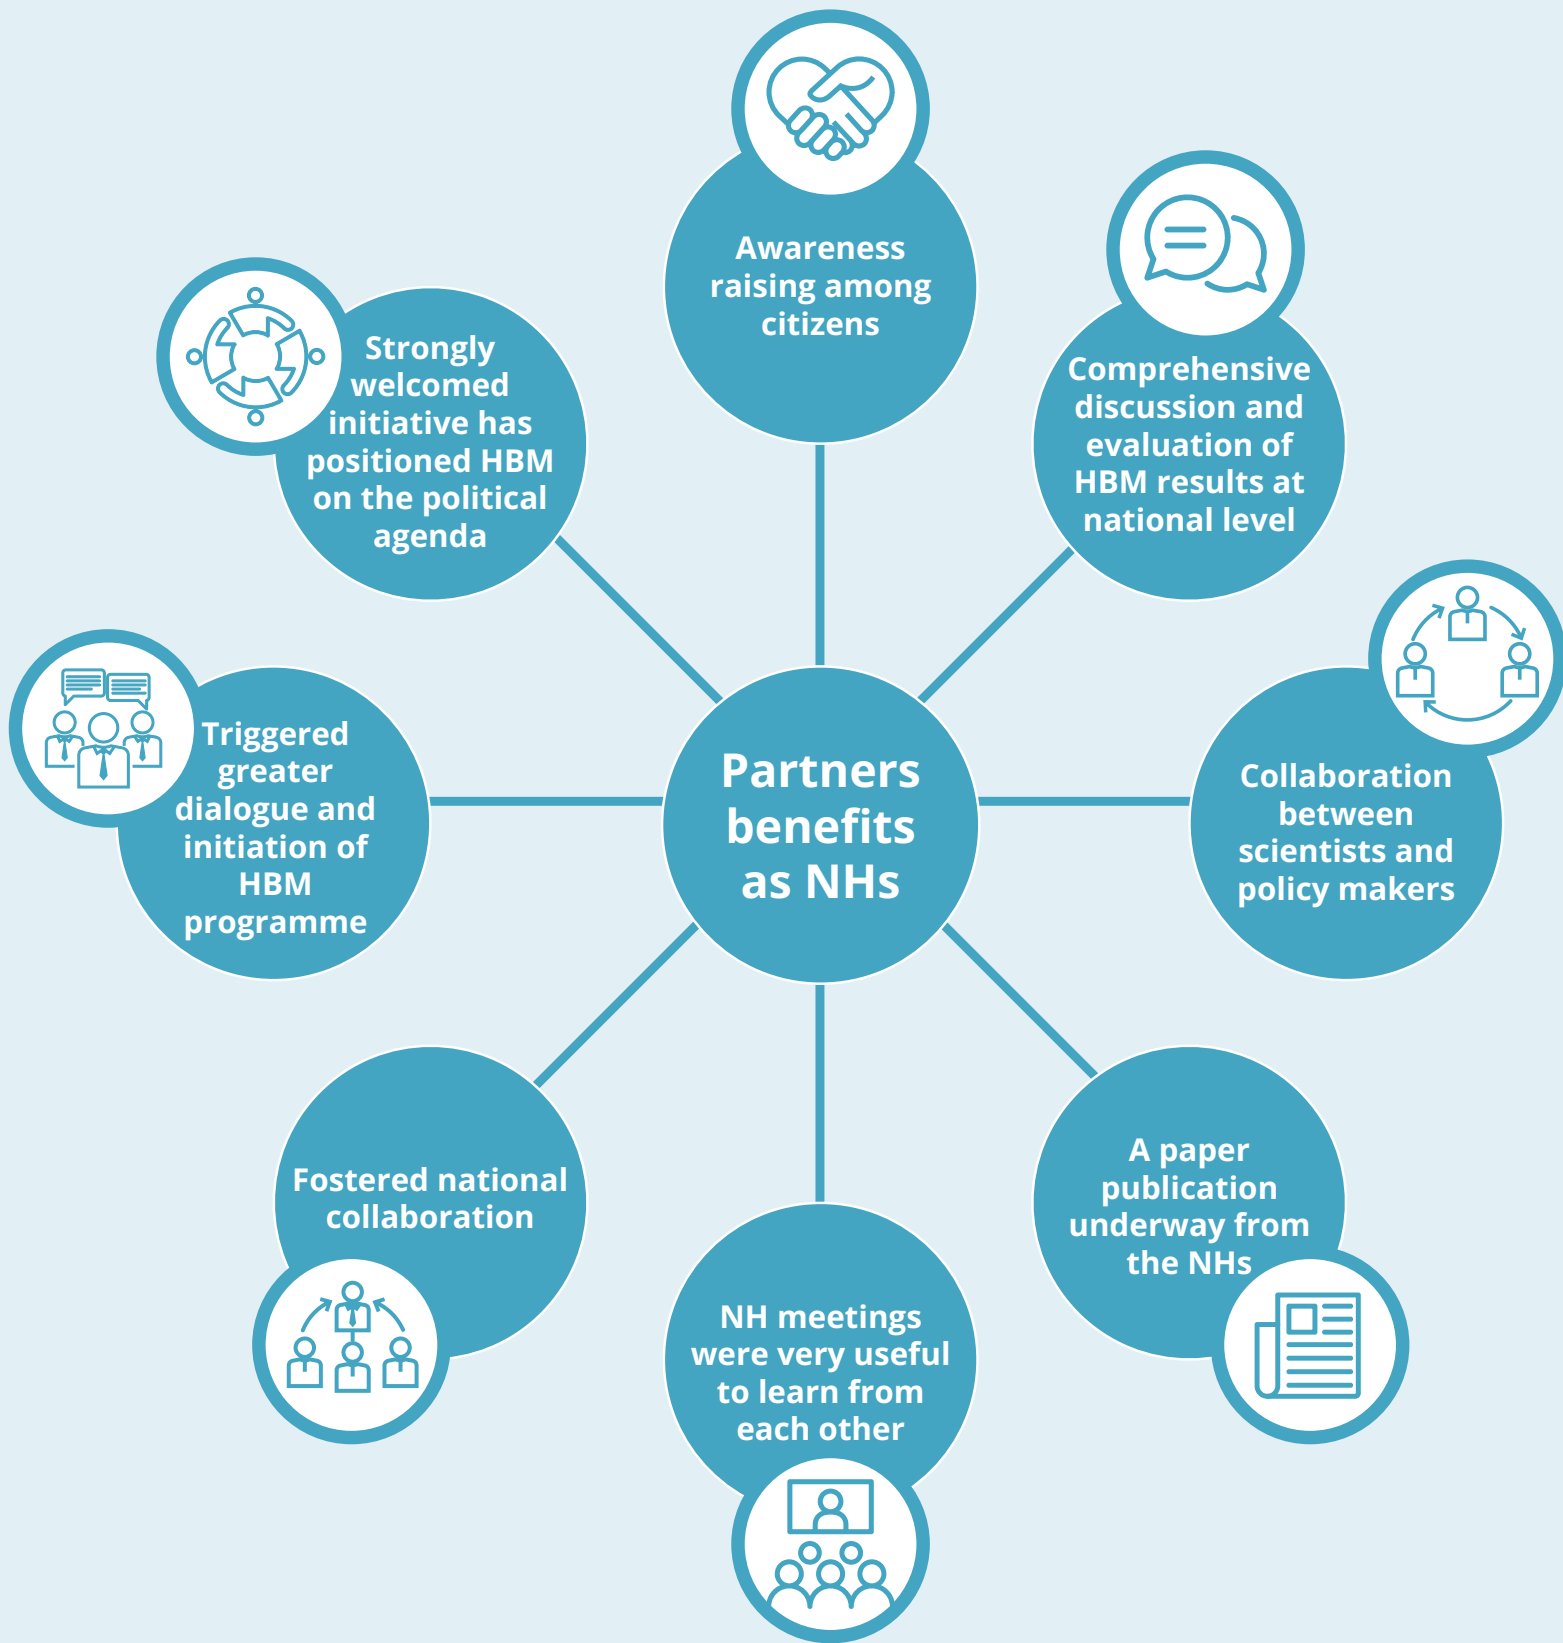 Awareness
raising among
citizens
Comprehensive
discussion and
evaluation of
HBM results at
national level
Collaboration
between
scientists and
policy makers
A paper
publication
underway from
the NHs
NH meetings
were very useful
to learn from
each other
Fostered national
collaboration
Triggered
greater
dialogue and
initiation of
HBM
programme
Strongly
welcomed
initiative has
positioned HBM
on the political
agenda
Partners
benefits
as NHs